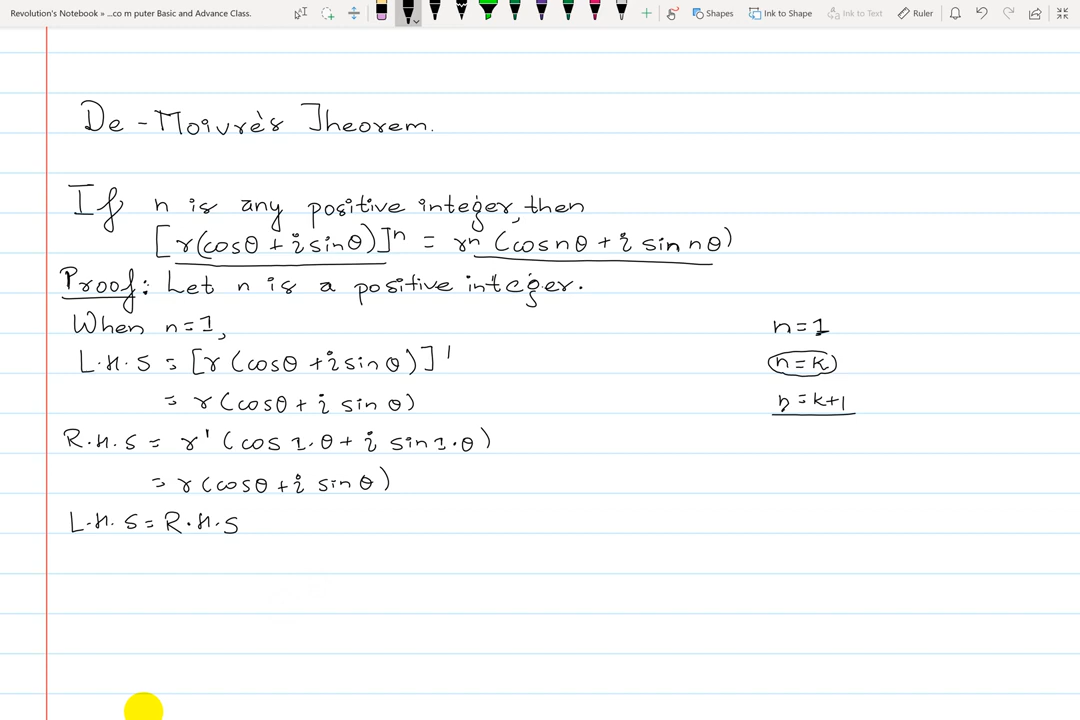 Revolution's Notebook » ...co m puter Basic and Advance Class.
Shapes
Ink to Shape
Ink to Text
Ruler
De-Moivre's Theorem.
If n is any positive integer, then
[r(cosθ + i sinθ)]ⁿ = rⁿ (cos nθ + i sin nθ)
Proof: Let n is a positive integer.
When n=1,
L.H.S = [r (cosθ + i sin θ)]¹
= r (cosθ + i sin θ)
R.H.S = r¹ (cos 1.θ + i sin 1.θ)
= r (cosθ + i sin θ)
L.H.S = R.H.S
n=1
n=k
n=k+1